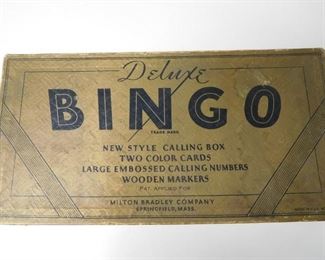 Deluxe
BINGO
TRADE MARK
NEW STYLE CALLING BOX
TWO COLOR CARDS
LARGE EMBOSSED CALLING NUMBERS
WOODEN MARKERS
PAT. APPLIED FOR
MILTON BRADLEY COMPANY
SPRINGFIELD, MASS.